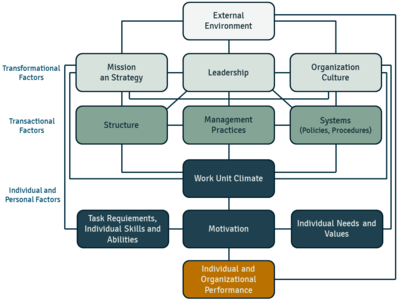 External
Environment
Transformational
Factors
Mission
an Strategy
Leadership
Organization
Culture
Transactional
Factors
Structure
Management
Practices
Systems
(Policies, Procedures)
Work Unit Climate
Individual and
Personal Factors
Task Requiements,
Individual Skills and
Abilities
Motivation
Individual Needs and
Values
Individual and
Organizational
Performance